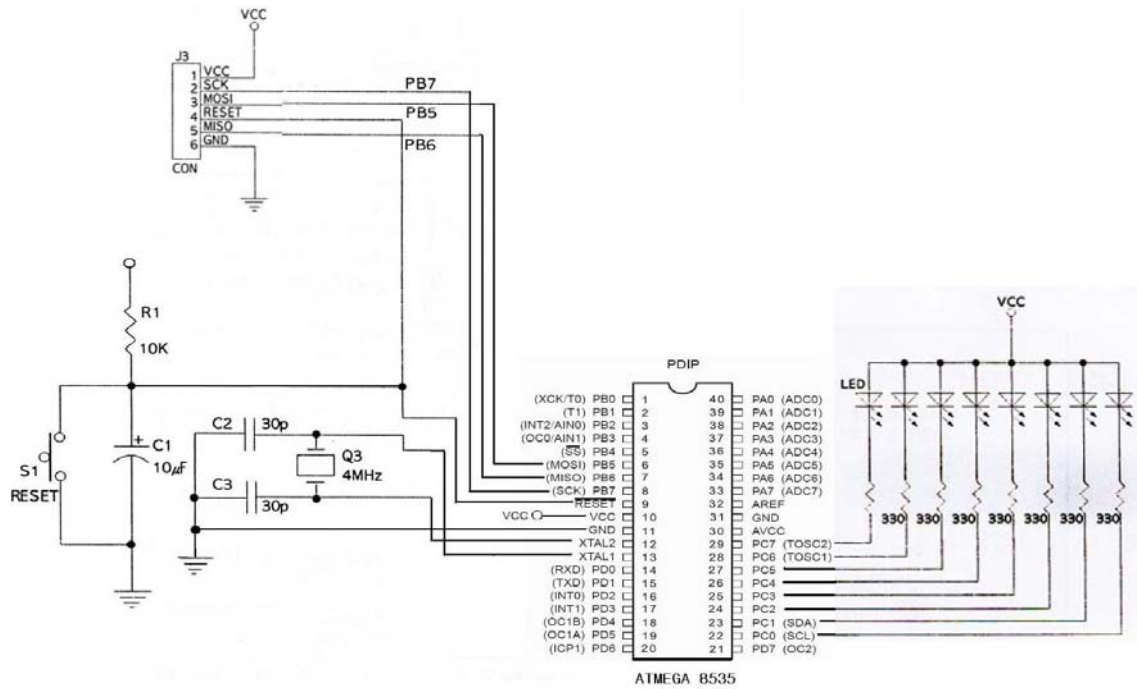 VCC
J3
1 VCC
2 SCK
3 MOSI
4 RESET
5 MISO
6 GND
CON
PB7
PB5
PB6
R1
10K
S1
RESET
C1
10μF
C2
30p
C3
30p
Q3
4MHz
VCC
PDIP
(XCK/T0) PB0 1
(T1) PB1 2
(INT2/AIN0) PB2 3
(OC0/AIN1) PB3 4
(SS) PB4 5
(MOSI) PB5 6
(MISO) PB6 7
(SCK) PB7 8
RESET 9
VCC 10
GND 11
XTAL2 12
XTAL1 13
(RXD) PD0 14
(TXD) PD1 15
(INT0) PD2 16
(INT1) PD3 17
(OC1B) PD4 18
(OC1A) PD5 19
(ICP1) PD6 20
40 PA0 (ADC0)
39 PA1 (ADC1)
38 PA2 (ADC2)
37 PA3 (ADC3)
36 PA4 (ADC4)
35 PA5 (ADC5)
34 PA6 (ADC6)
33 PA7 (ADC7)
32 AREF
31 GND
30 AVCC
29 PC7 (TOSC2)
28 PC6 (TOSC1)
27 PC5
26 PC4
25 PC3
24 PC2
23 PC1 (SDA)
22 PC0 (SCL)
21 PD7 (OC2)
ATMEGA 8535
VCC
LED
330 330 330 330 330 330 330